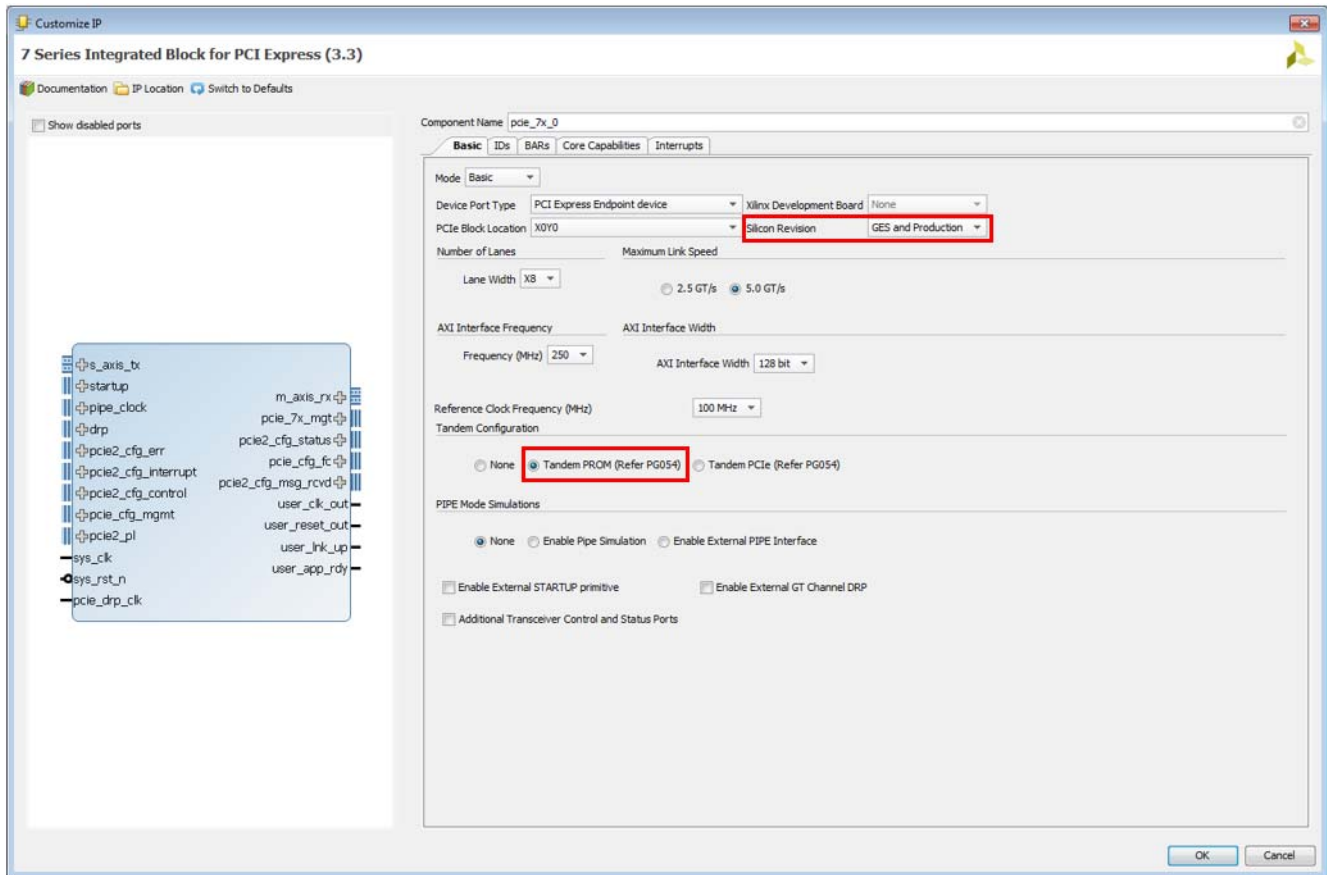 Customize IP
7 Series Integrated Block for PCI Express (3.3)
Documentation IP Location Switch to Defaults
Show disabled ports
s_axis_tx
startup
pipe_clock
drp
pcie2_cfg_err
pcie2_cfg_interrupt
pcie2_cfg_control
pcie_cfg_mgmt
pcie2_pl
sys_clk
sys_rst_n
pcie_drp_clk
m_axis_rx
pcie_7x_mgt
pcie2_cfg_status
pcie_cfg_fc
pcie2_cfg_msg_rcvd
user_clk_out
user_reset_out
user_lnk_up
user_app_rdy
Component Name pcie_7x_0
Basic IDs BARs Core Capabilities Interrupts
Mode Basic
Device Port Type PCI Express Endpoint device Xilinx Development Board None
PCIe Block Location X0Y0 Silicon Revision GES and Production
Number of Lanes Maximum Link Speed
Lane Width X8 2.5 GT/s 5.0 GT/s
AXI Interface Frequency AXI Interface Width
Frequency (MHz) 250 AXI Interface Width 128 bit
Reference Clock Frequency (MHz) 100 MHz
Tandem Configuration
None Tandem PROM (Refer PG054) Tandem PCIe (Refer PG054)
PIPE Mode Simulations
None Enable Pipe Simulation Enable External PIPE Interface
Enable External STARTUP primitive Enable External GT Channel DRP
Additional Transceiver Control and Status Ports
OK Cancel